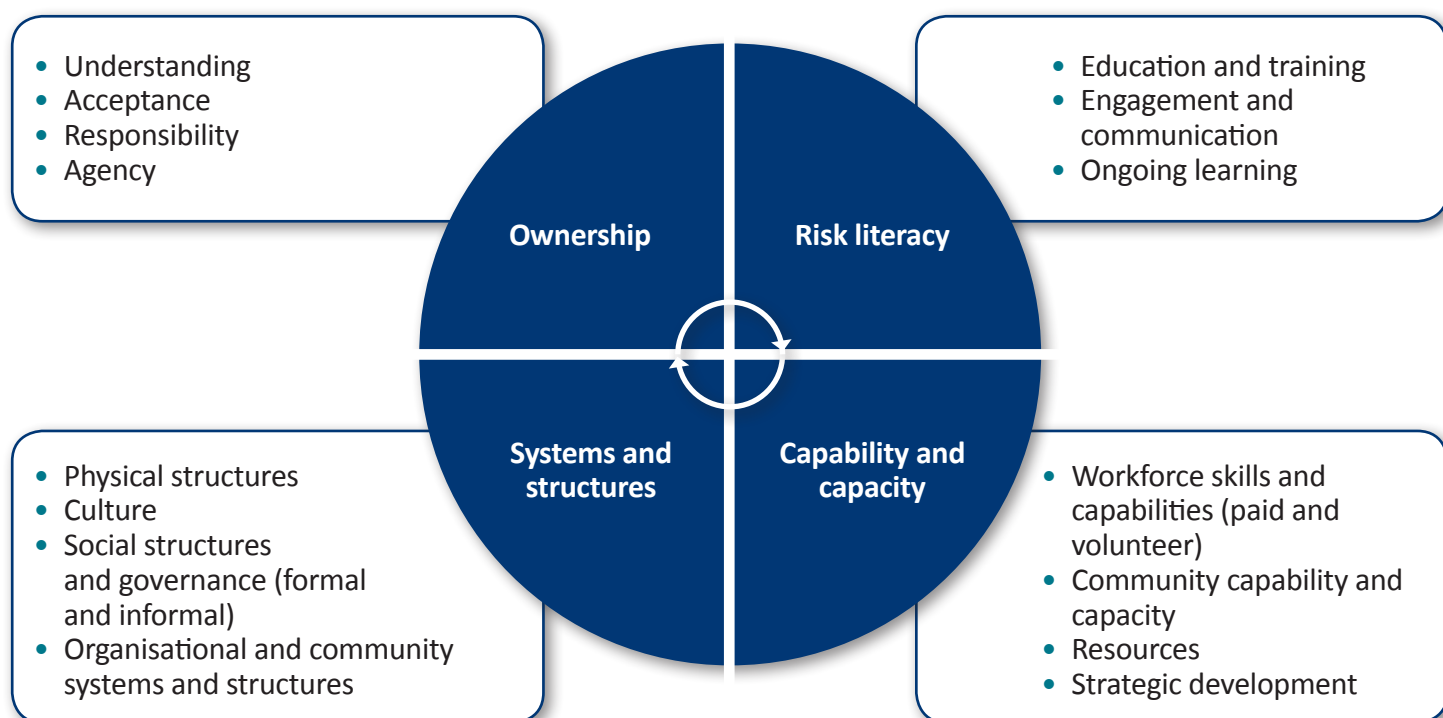 • Understanding
• Acceptance
• Responsibility
• Agency
• Education and training
• Engagement and
communication
• Ongoing learning
Ownership
Risk literacy
Systems and
structures
Capability and
capacity
• Physical structures
• Culture
• Social structures
and governance (formal
and informal)
• Organisational and community
systems and structures
• Workforce skills and
capabilities (paid and
volunteer)
• Community capability and
capacity
• Resources
• Strategic development